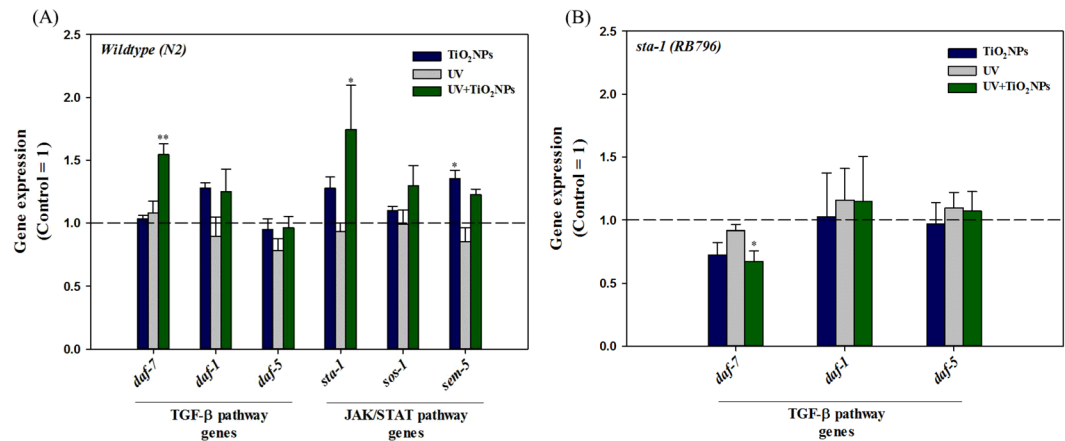 (A)
Wildtype (N2)
TiO2NPs
UV
UV+TiO2NPs
Gene expression
(Control = 1)
2.5
2.0
1.5
1.0
0.5
0.0
**
*
*
daf-7
daf-1
daf-5
sta-1
sos-1
sem-5
TGF-β pathway
genes
JAK/STAT pathway
genes
(B)
sta-1 (RB796)
TiO2NPs
UV
UV+TiO2NPs
Gene expression
(Control = 1)
2.5
2.0
1.5
1.0
0.5
0.0
*
daf-7
daf-1
daf-5
TGF-β pathway
genes